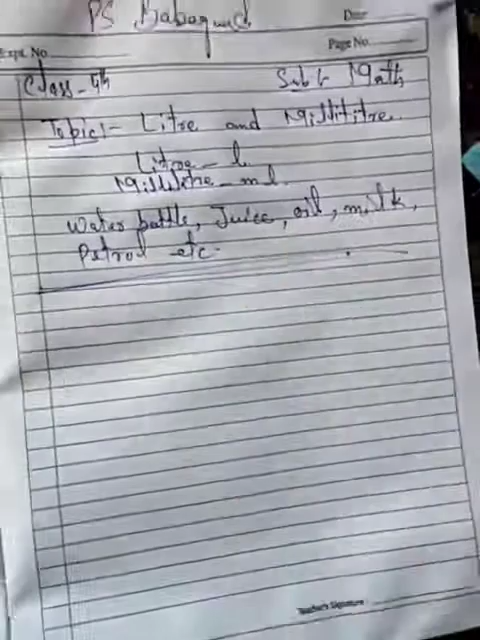 PS Babagund
Date
Expt. No.
Page No.
Class - 4th
Sub :- Math
Topic :- Litre and Millilitre.
Litre - l.
Millilitre - ml.
Water bottle, Juice, oil, milk,
Petrol etc.
Teacher's Signature